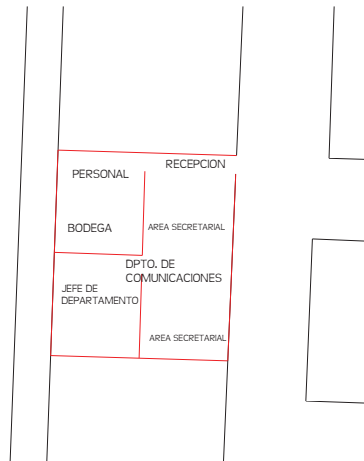 RECEPCION
PERSONAL
BODEGA
AREA SECRETARIAL
DPTO. DE
COMUNICACIONES
JEFE DE
DEPARTAMENTO
AREA SECRETARIAL